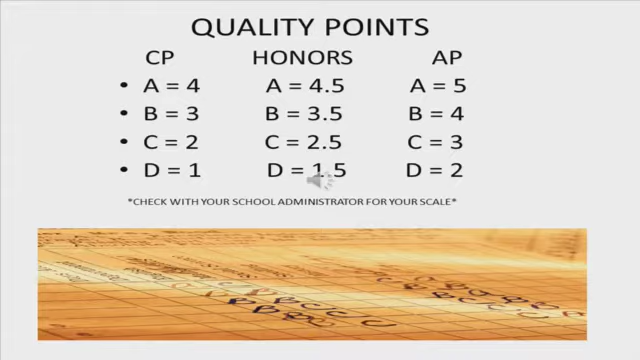 QUALITY POINTS
CP HONORS AP
• A = 4 A = 4.5 A = 5
• B = 3 B = 3.5 B = 4
• C = 2 C = 2.5 C = 3
• D = 1 D = 1.5 D = 2
*CHECK WITH YOUR SCHOOL ADMINISTRATOR FOR YOUR SCALE*